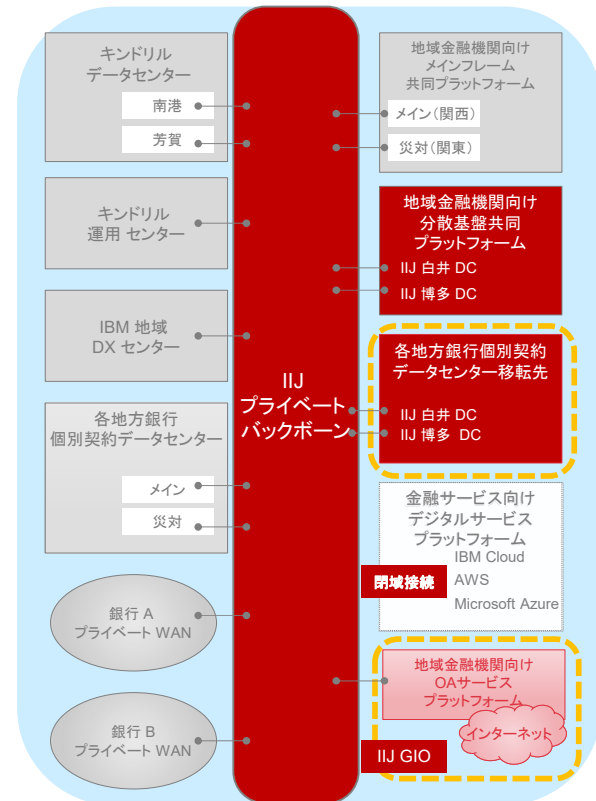 キンドリル
データセンター
南港
芳賀
キンドリル
運用 センター
IBM 地域
DX センター
各地方銀行
個別契約データセンター
メイン
災対
銀行 A
プライベート WAN
銀行 B
プライベート WAN
IIJ
プライベート
バックボーン
地域金融機関向け
メインフレーム
共同プラットフォーム
メイン（関西）
災対（関東）
地域金融機関向け
分散基盤共同
プラットフォーム
IIJ 白井 DC
IIJ 博多 DC
各地方銀行個別契約
データセンター移転先
IIJ 白井 DC
IIJ 博多 DC
金融サービス向け
デジタルサービス
プラットフォーム
IBM Cloud
閉域接続
AWS
Microsoft Azure
地域金融機関向け
OAサービス
プラットフォーム
インターネット
IIJ GIO